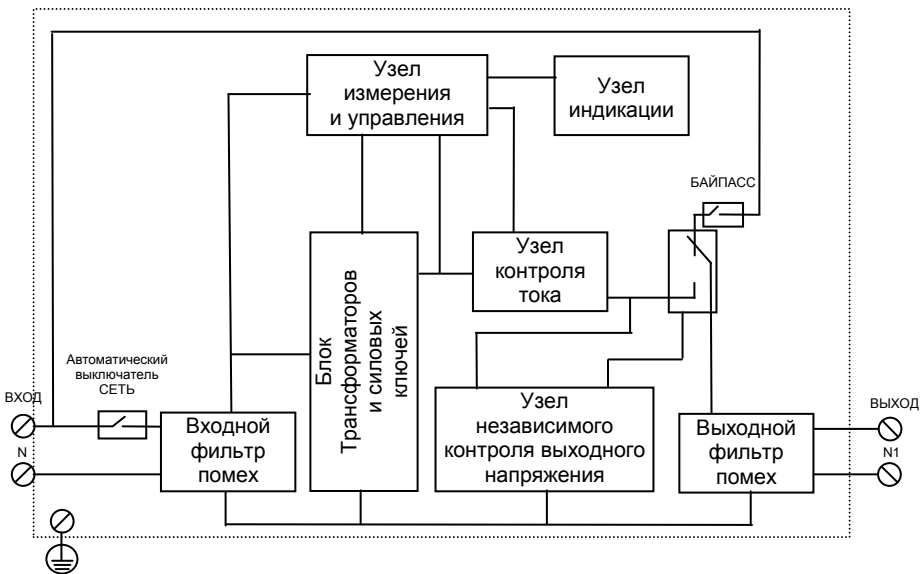 Узел
измерения
и управления
Узел
индикации
БАЙПАСС
Узел
контроля
тока
Блок
Трансформаторов
и силовых
ключей
Автоматический
выключатель
СЕТЬ
ВХОД
N
Входной
фильтр
помех
Узел
независимого
контроля выходного
напряжения
Выходной
фильтр
помех
ВЫХОД
N1